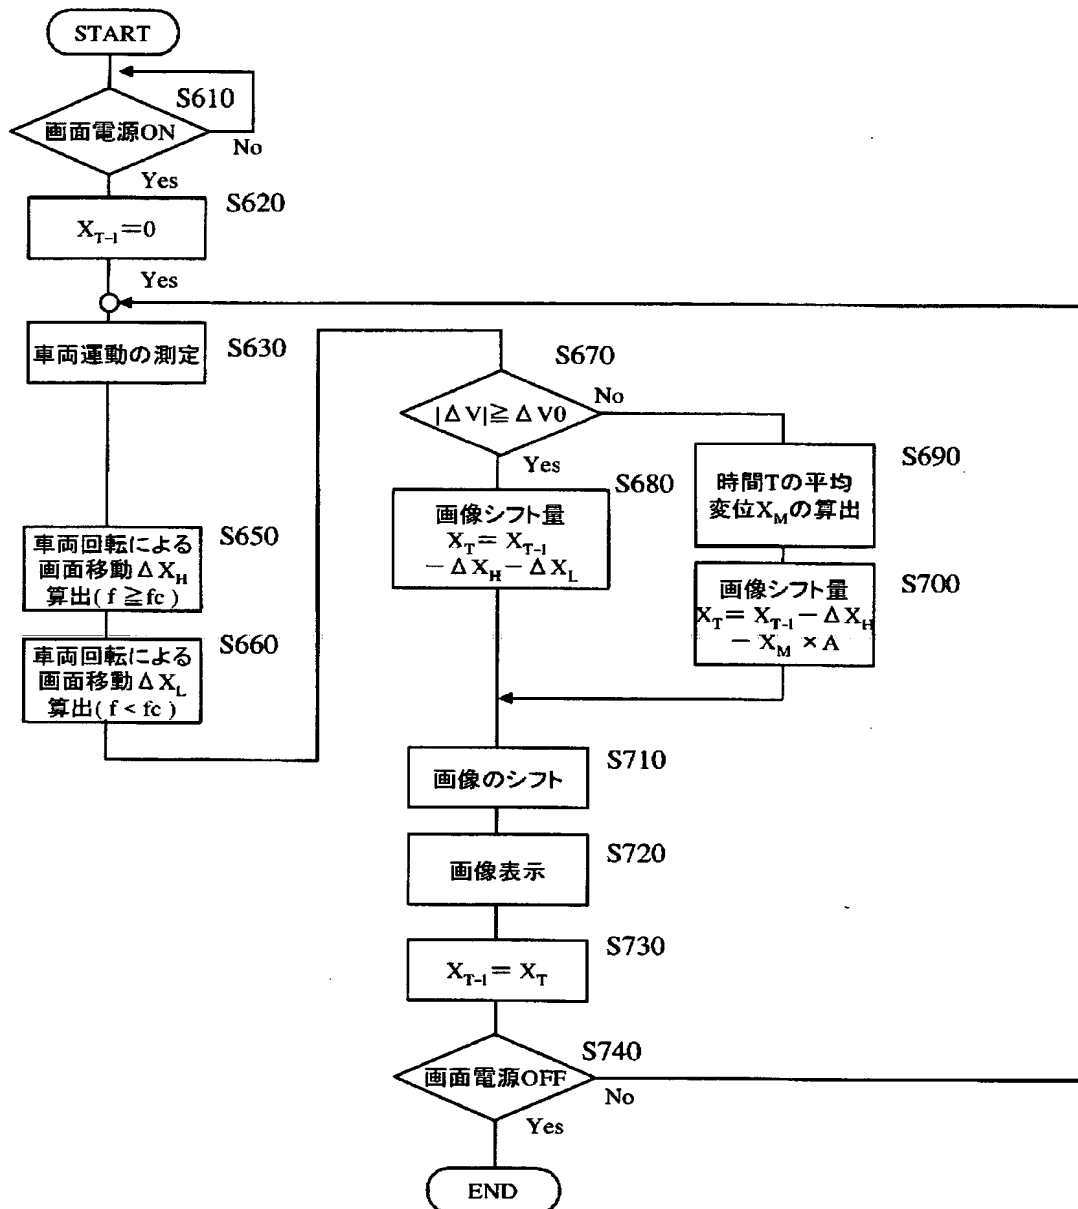 START
S610
画面電源ON
No
Yes
S620
X_{T-1}=0
Yes
車両運動の測定
S630
車両回転による
画面移動ΔX_H
算出(f≧fc)
S650
車両回転による
画面移動ΔX_L
算出(f<fc)
S660
S670
|ΔV|≧ΔV0
No
Yes
S680
画像シフト量
X_T=X_{T-1}
-ΔX_H-ΔX_L
S690
時間Tの平均
変位X_Mの算出
S700
画像シフト量
X_T=X_{T-1}-ΔX_H
-X_M×A
S710
画像のシフト
S720
画像表示
S730
X_{T-1}=X_T
S740
画面電源OFF
No
Yes
END